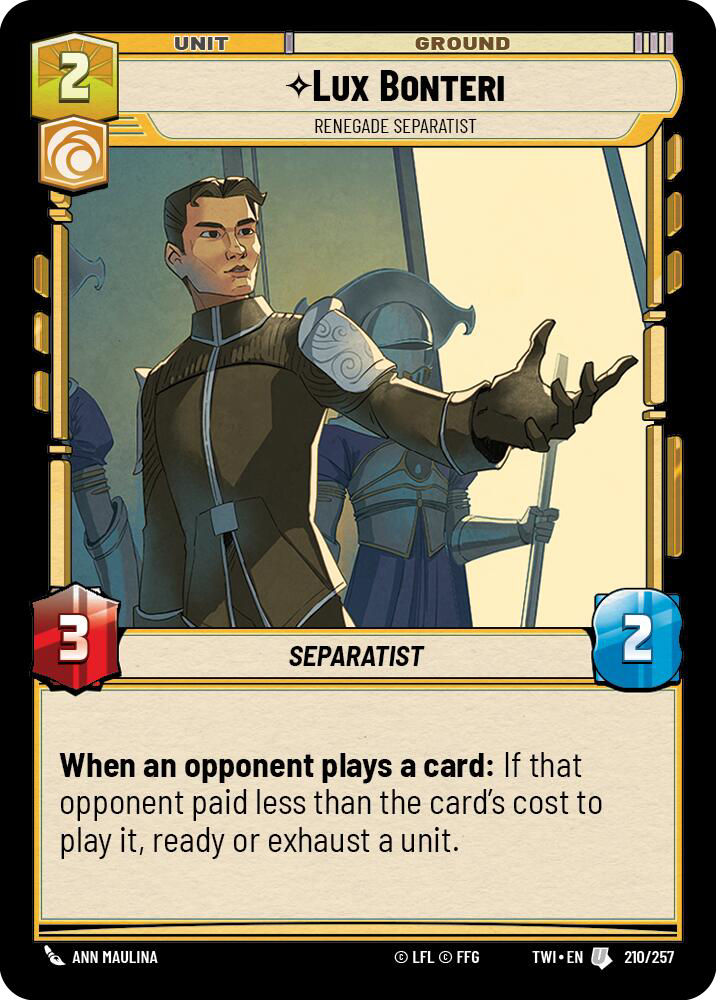 UNIT
GROUND
2
✧LUX BONTERI
RENEGADE SEPARATIST
3
SEPARATIST
2
When an opponent plays a card: If that
opponent paid less than the card's cost to
play it, ready or exhaust a unit.
ANN MAULINA
© LFL © FFG
TWI•EN
U
210/257